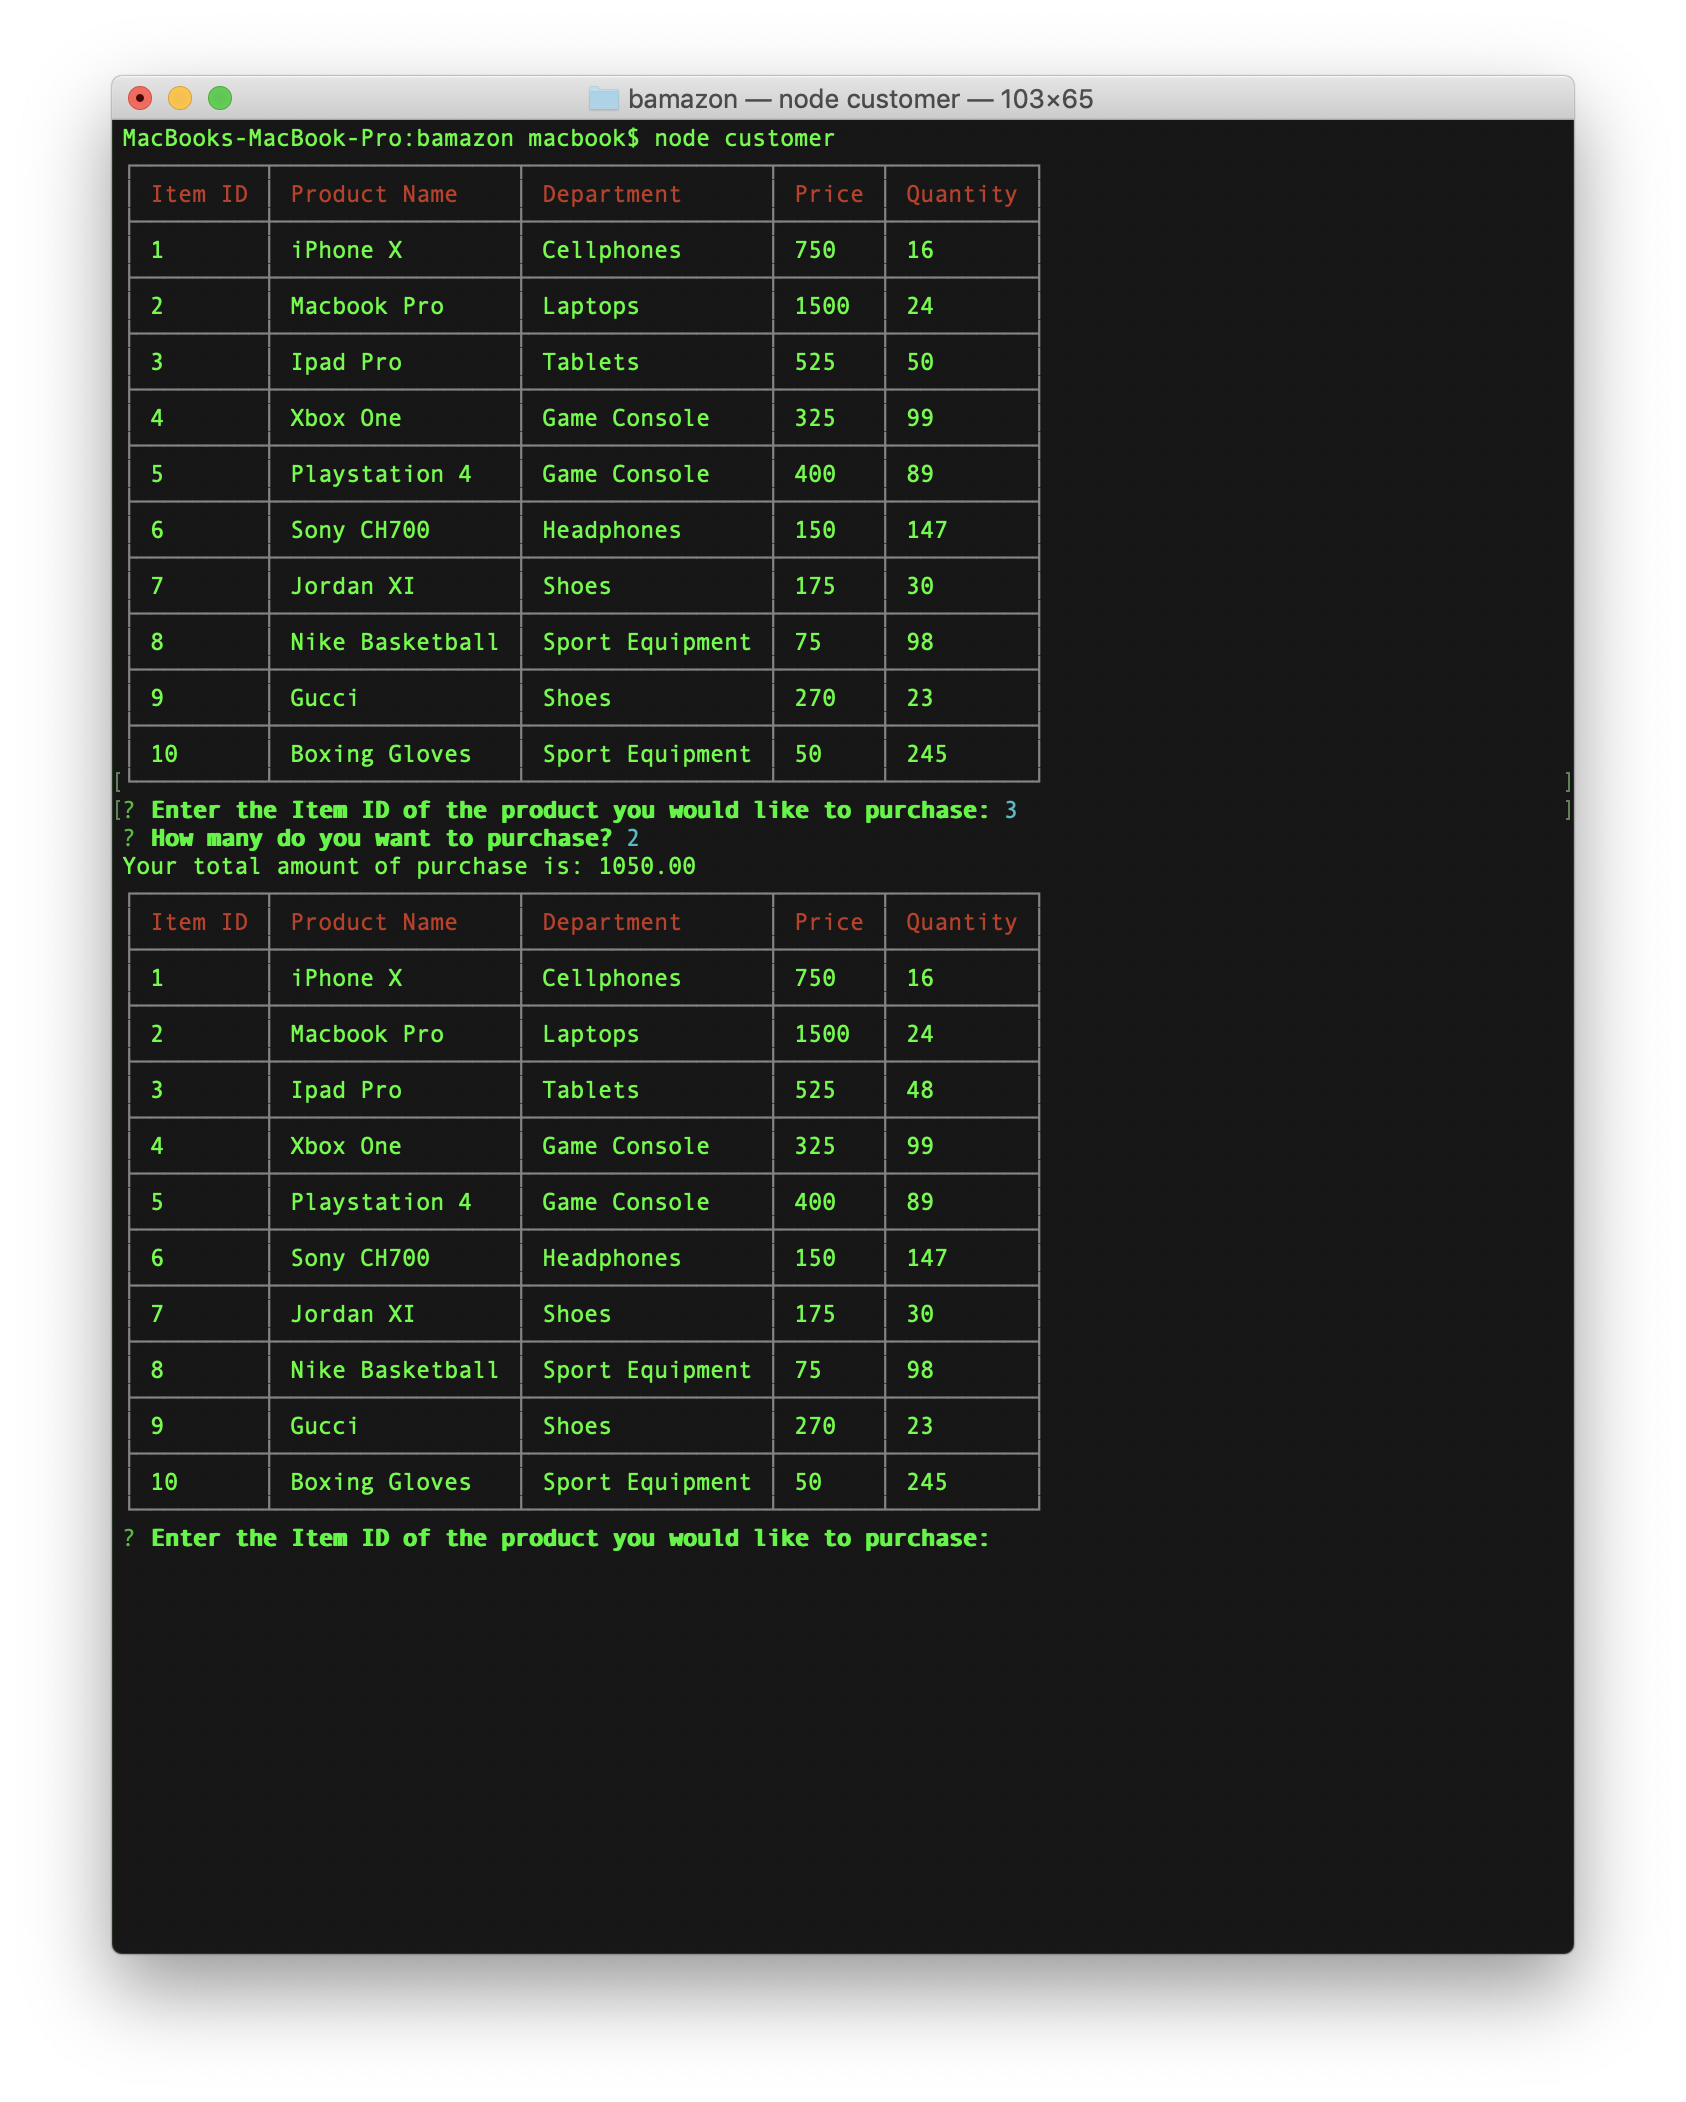 bamazon — node customer — 103×65
MacBooks-MacBook-Pro:bamazon macbook$ node customer
Item ID Product Name Department Price Quantity
1 iPhone X Cellphones 750 16
2 Macbook Pro Laptops 1500 24
3 Ipad Pro Tablets 525 50
4 Xbox One Game Console 325 99
5 Playstation 4 Game Console 400 89
6 Sony CH700 Headphones 150 147
7 Jordan XI Shoes 175 30
8 Nike Basketball Sport Equipment 75 98
9 Gucci Shoes 270 23
10 Boxing Gloves Sport Equipment 50 245
[ ]
[? Enter the Item ID of the product you would like to purchase: 3 ]
? How many do you want to purchase? 2
Your total amount of purchase is: 1050.00
Item ID Product Name Department Price Quantity
1 iPhone X Cellphones 750 16
2 Macbook Pro Laptops 1500 24
3 Ipad Pro Tablets 525 48
4 Xbox One Game Console 325 99
5 Playstation 4 Game Console 400 89
6 Sony CH700 Headphones 150 147
7 Jordan XI Shoes 175 30
8 Nike Basketball Sport Equipment 75 98
9 Gucci Shoes 270 23
10 Boxing Gloves Sport Equipment 50 245
? Enter the Item ID of the product you would like to purchase: